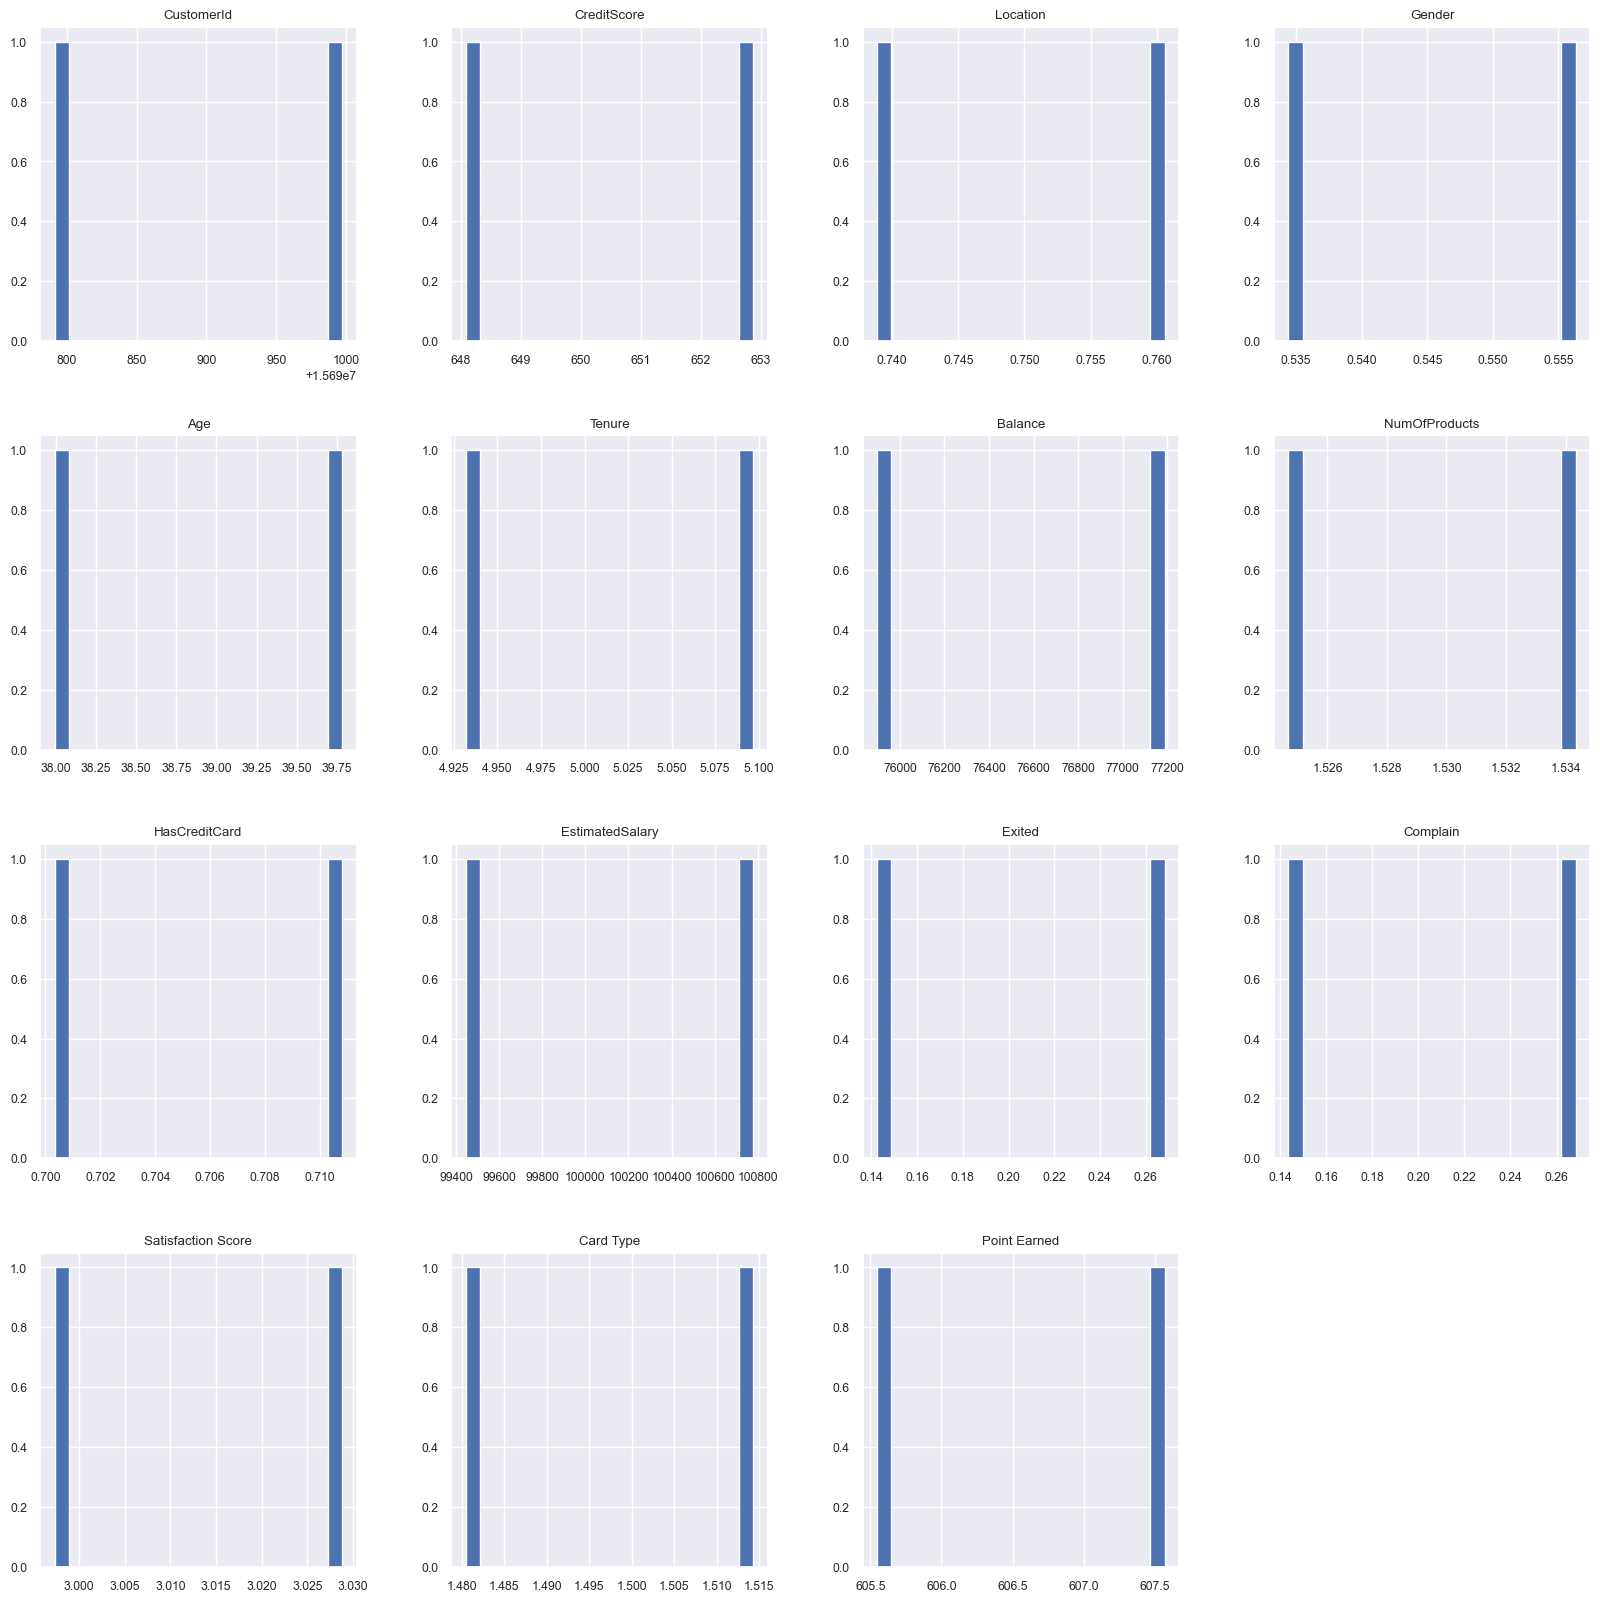 CustomerId CreditScore Location Gender
1.0 1.0 1.0 1.0
0.8 0.8 0.8 0.8
0.6 0.6 0.6 0.6
0.4 0.4 0.4 0.4
0.2 0.2 0.2 0.2
0.0 0.0 0.0 0.0
800 850 900 950 1000 648 649 650 651 652 653 0.740 0.745 0.750 0.755 0.760 0.535 0.540 0.545 0.550 0.555
+1.569e7
Age Tenure Balance NumOfProducts
1.0 1.0 1.0 1.0
0.8 0.8 0.8 0.8
0.6 0.6 0.6 0.6
0.4 0.4 0.4 0.4
0.2 0.2 0.2 0.2
0.0 0.0 0.0 0.0
38.00 38.25 38.50 38.75 39.00 39.25 39.50 39.75 4.925 4.950 4.975 5.000 5.025 5.050 5.075 5.100 76000 76200 76400 76600 76800 77000 77200 1.526 1.528 1.530 1.532 1.534
HasCreditCard EstimatedSalary Exited Complain
1.0 1.0 1.0 1.0
0.8 0.8 0.8 0.8
0.6 0.6 0.6 0.6
0.4 0.4 0.4 0.4
0.2 0.2 0.2 0.2
0.0 0.0 0.0 0.0
0.700 0.702 0.704 0.706 0.708 0.710 99400 99600 99800 100000 100200 100400 100600 100800 0.14 0.16 0.18 0.20 0.22 0.24 0.26 0.14 0.16 0.18 0.20 0.22 0.24 0.26
Satisfaction Score Card Type Point Earned
1.0 1.0 1.0
0.8 0.8 0.8
0.6 0.6 0.6
0.4 0.4 0.4
0.2 0.2 0.2
0.0 0.0 0.0
3.000 3.005 3.010 3.015 3.020 3.025 3.030 1.480 1.485 1.490 1.495 1.500 1.505 1.510 1.515 605.5 606.0 606.5 607.0 607.5